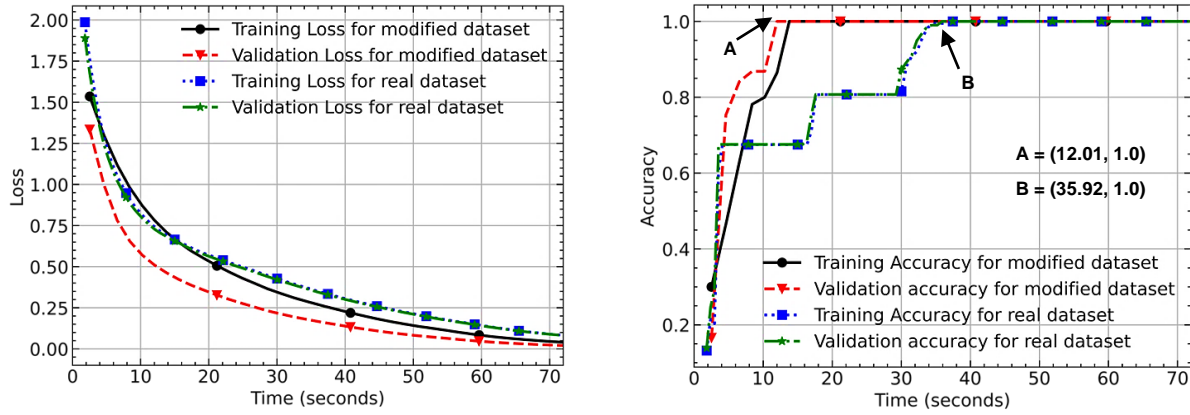 2.00
1.75
1.50
1.25
1.00
0.75
0.50
0.25
0.00
Loss
0 10 20 30 40 50 60 70
Time (seconds)
Training Loss for modified dataset
Validation Loss for modified dataset
Training Loss for real dataset
Validation Loss for real dataset
1.0
0.8
0.6
0.4
0.2
Accuracy
0 10 20 30 40 50 60 70
Time (seconds)
A
B
A = (12.01, 1.0)
B = (35.92, 1.0)
Training Accuracy for modified dataset
Validation accuracy for modified dataset
Training Accuracy for real dataset
Validation accuracy for real dataset